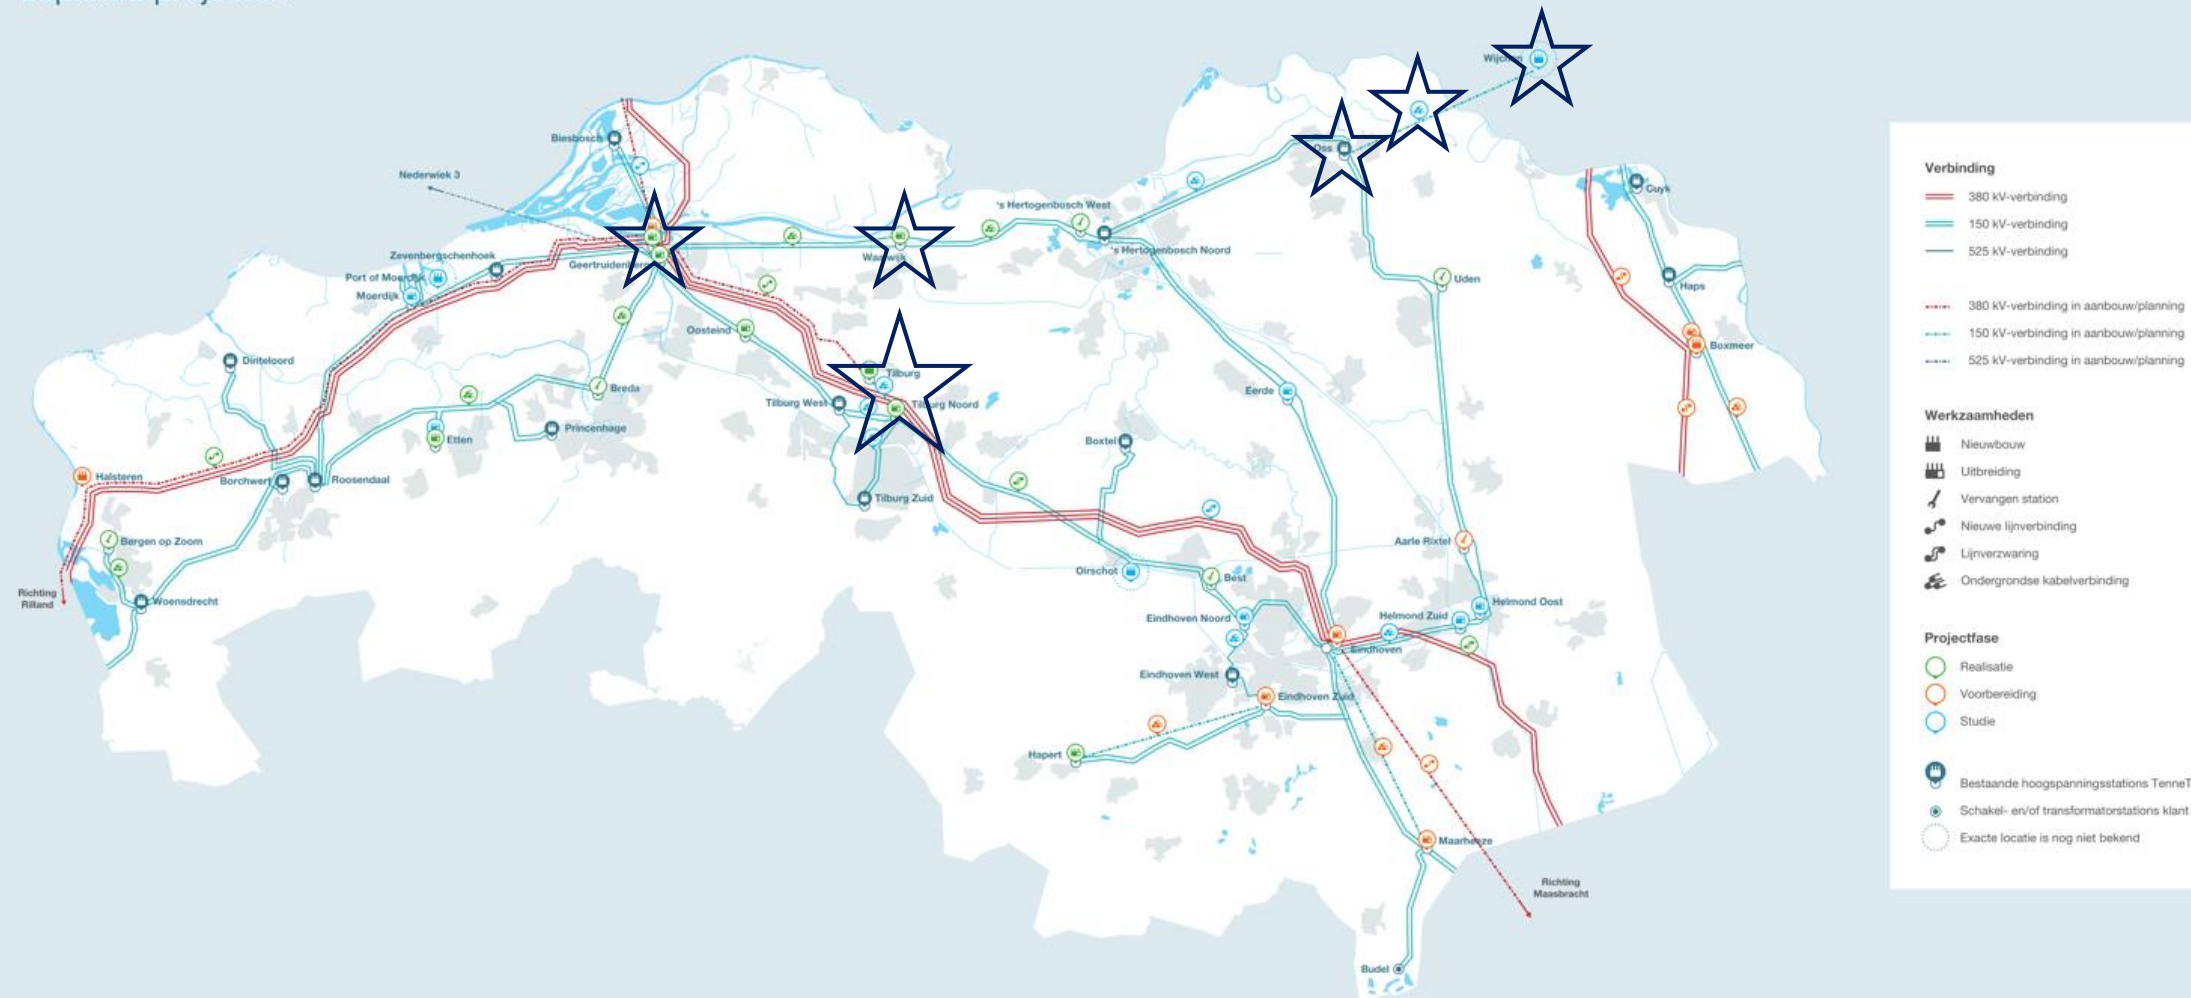 Wijchen
Oss
Biesbosch
Nederwiek 3
Cuyk
's Hertogenbosch West
's Hertogenbosch Noord
Zevenbergschenhoek
Geertruidenberg
Waalwijk
Port of Moerdijk
Moerdijk
Uden
Haps
Oosteind
Boxmeer
Dinteloord
Tilburg
Breda
Eerde
Tilburg West
Tilburg Noord
Princenhage
Etten
Boxtel
Halsteren
Borchwerf
Roosendaal
Tilburg Zuid
Bergen op Zoom
Aarle Rixtel
Oirschot
Best
Richting
Rilland
Woensdrecht
Helmond Oost
Eindhoven Noord
Helmond Zuid
Eindhoven
Eindhoven West
Eindhoven Zuid
Hapert
Maarheeze
Richting
Maasbracht
Budel
Verbinding
380 kV-verbinding
150 kV-verbinding
525 kV-verbinding
380 kV-verbinding in aanbouw/planning
150 kV-verbinding in aanbouw/planning
525 kV-verbinding in aanbouw/planning
Werkzaamheden
Nieuwbouw
Uitbreiding
Vervangen station
Nieuwe lijnverbinding
Lijnverzwaring
Ondergrondse kabelverbinding
Projectfase
Realisatie
Voorbereiding
Studie
Bestaande hoogspanningsstations TenneT
Schakel- en/of transformatorstations klant
Exacte locatie is nog niet bekend